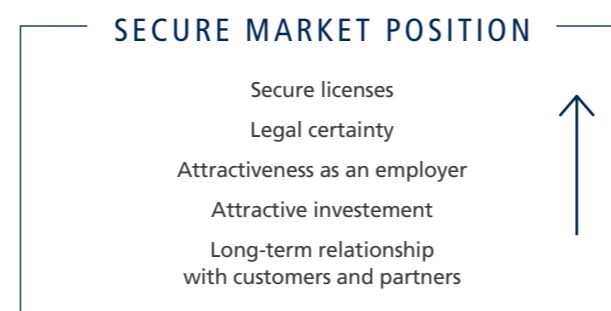 SECURE MARKET POSITION
Secure licenses
Legal certainty
Attractiveness as an employer
Attractive investement
Long-term relationship
with customers and partners